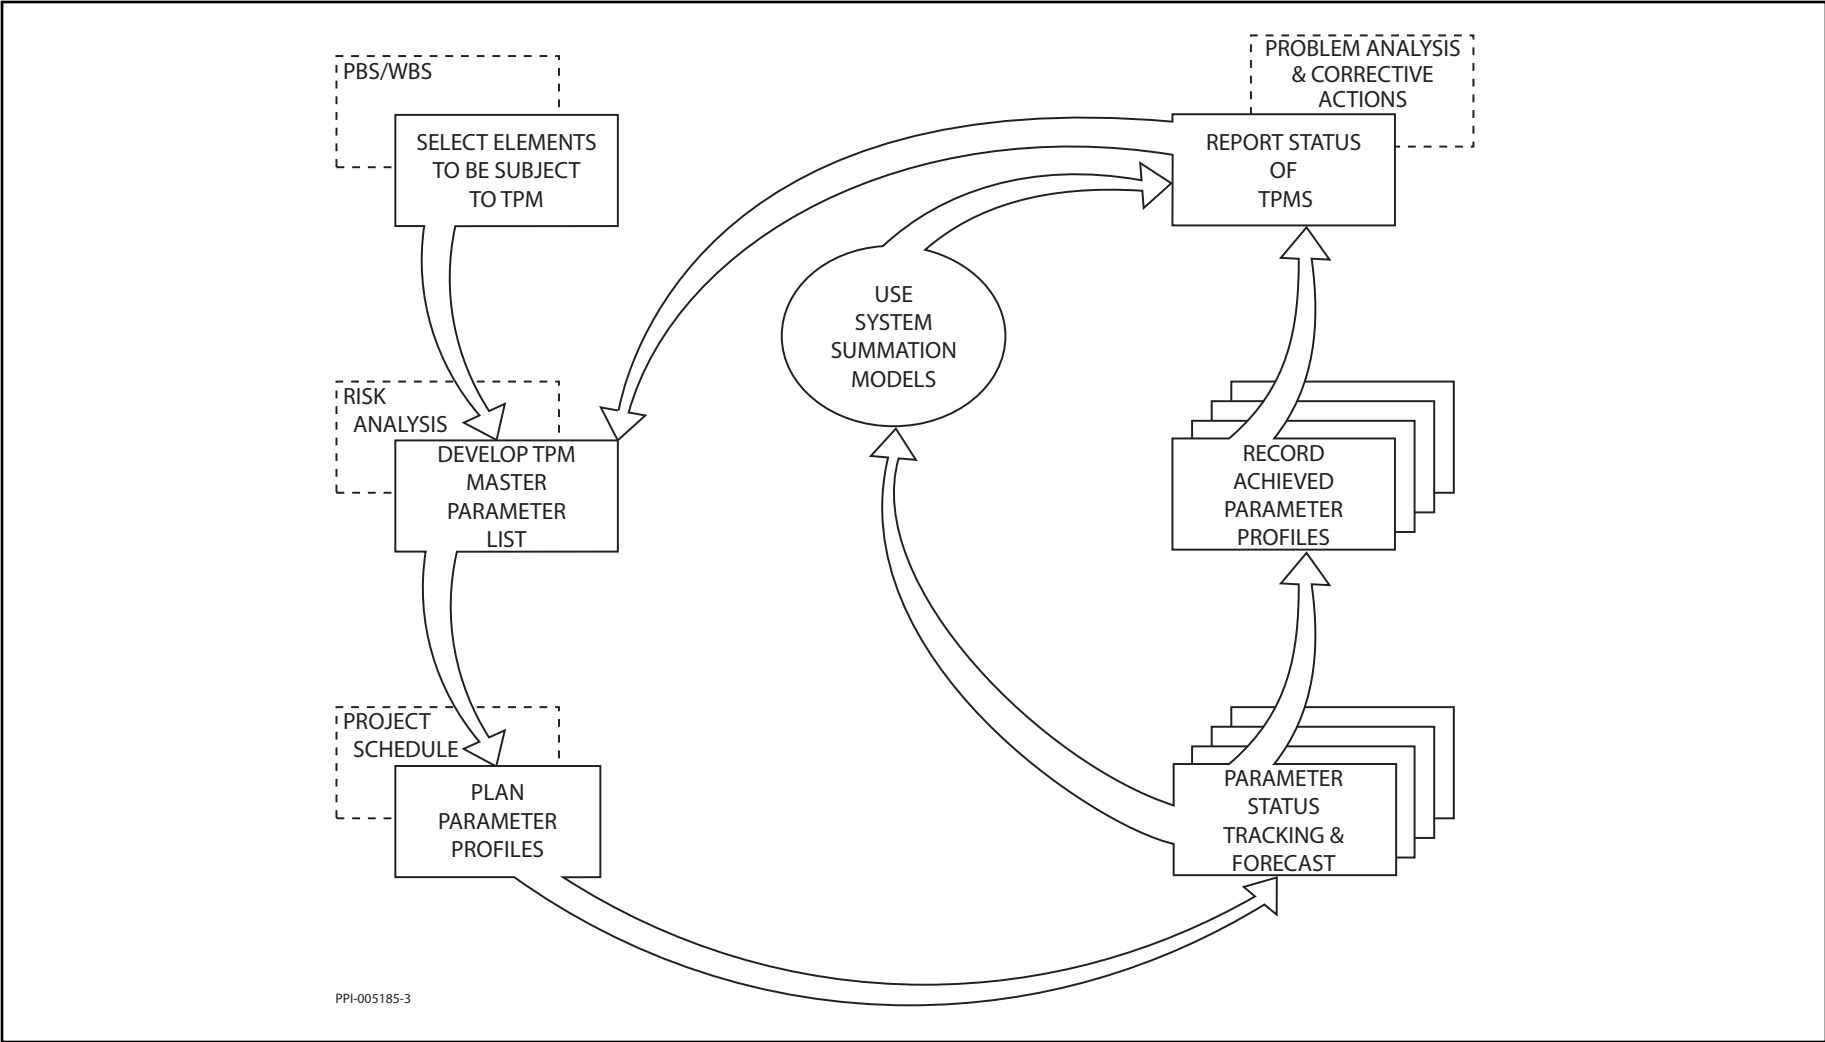 PBS/WBS
SELECT ELEMENTS
TO BE SUBJECT
TO TPM
PROBLEM ANALYSIS
& CORRECTIVE
ACTIONS
REPORT STATUS
OF
TPMS
USE
SYSTEM
SUMMATION
MODELS
RISK
ANALYSIS
DEVELOP TPM
MASTER
PARAMETER
LIST
RECORD
ACHIEVED
PARAMETER
PROFILES
PROJECT
SCHEDULE
PLAN
PARAMETER
PROFILES
PARAMETER
STATUS
TRACKING &
FORECAST
PPI-005185-3